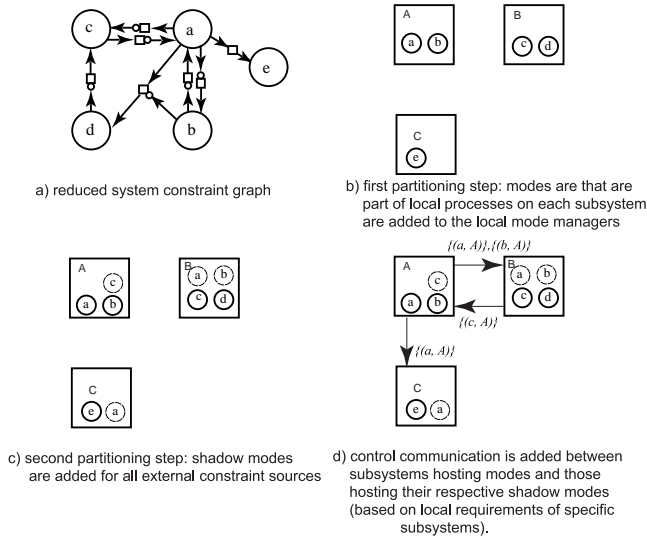 c
a
e
d
b
a) reduced system constraint graph
A
a
b
B
c
d
C
e
b) first partitioning step: modes are that are
part of local processes on each subsystem
are added to the local mode managers
A
c
a
b
B
a
b
c
d
C
e
a
c) second partitioning step: shadow modes
are added for all external constraint sources
{(a, A)},{(b, A)}
A
c
a
b
B
a
b
c
d
{(c, A)}
{(a, A)}
C
e
a
d) control communication is added between
subsystems hosting modes and those
hosting their respective shadow modes
(based on local requirements of specific
subsystems).